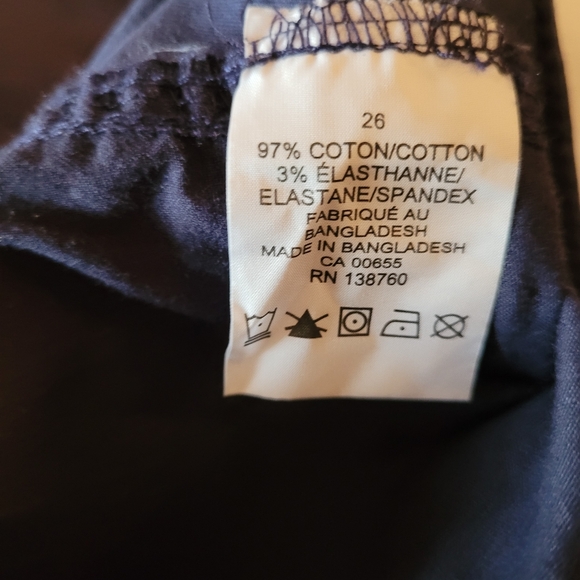 26
97% COTON/COTTON
3% ÉLASTHANNE/
ELASTANE/SPANDEX
FABRIQUÉ AU
BANGLADESH
MADE IN BANGLADESH
CA 00655
RN 138760